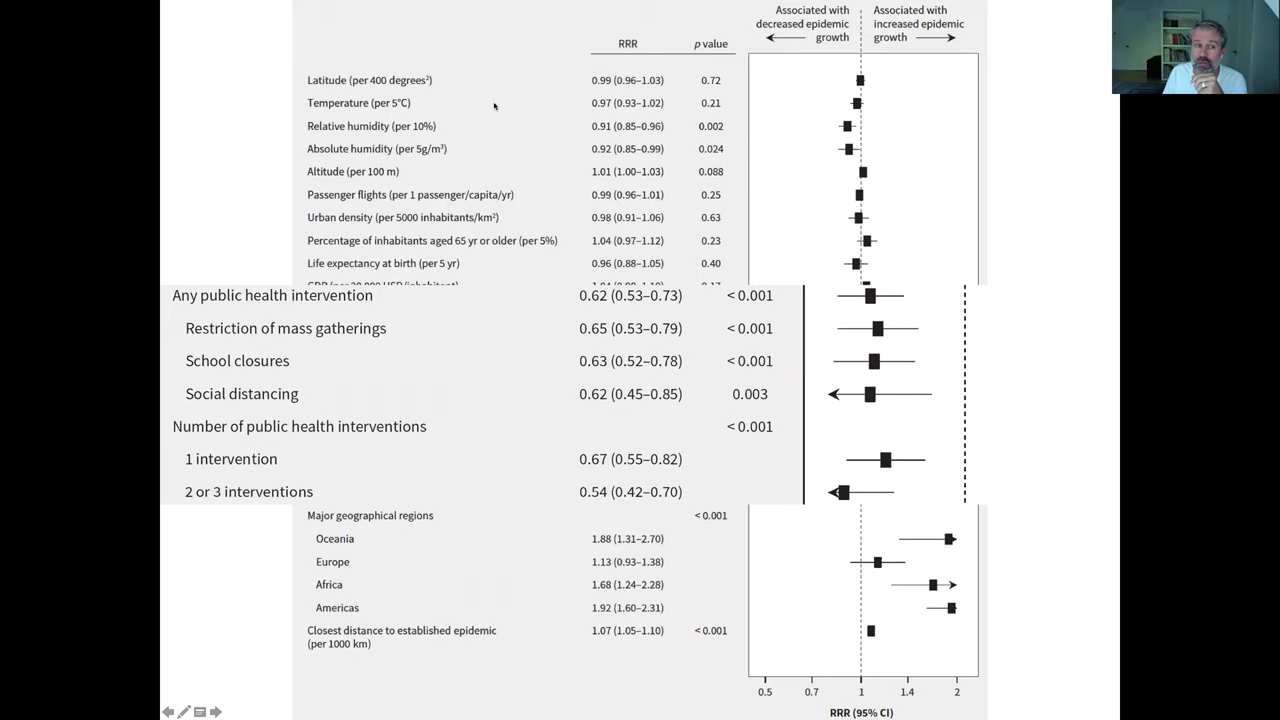 Associated with decreased epidemic growth
Associated with increased epidemic growth
RRR p value
Latitude (per 400 degrees²) 0.99 (0.96–1.03) 0.72
Temperature (per 5°C) 0.97 (0.93–1.02) 0.21
Relative humidity (per 10%) 0.91 (0.85–0.96) 0.002
Absolute humidity (per 5g/m³) 0.92 (0.85–0.99) 0.024
Altitude (per 100 m) 1.01 (1.00–1.03) 0.088
Passenger flights (per 1 passenger/capita/yr) 0.99 (0.96–1.01) 0.25
Urban density (per 5000 inhabitants/km²) 0.98 (0.91–1.06) 0.63
Percentage of inhabitants aged 65 yr or older (per 5%) 1.04 (0.97–1.12) 0.23
Life expectancy at birth (per 5 yr) 0.96 (0.88–1.05) 0.40
Any public health intervention 0.62 (0.53–0.73) < 0.001
Restriction of mass gatherings 0.65 (0.53–0.79) < 0.001
School closures 0.63 (0.52–0.78) < 0.001
Social distancing 0.62 (0.45–0.85) 0.003
Number of public health interventions < 0.001
1 intervention 0.67 (0.55–0.82)
2 or 3 interventions 0.54 (0.42–0.70)
Major geographical regions < 0.001
Oceania 1.88 (1.31–2.70)
Europe 1.13 (0.93–1.38)
Africa 1.68 (1.24–2.28)
Americas 1.92 (1.60–2.31)
Closest distance to established epidemic 1.07 (1.05–1.10) < 0.001
(per 1000 km)
0.5 0.7 1 1.4 2
RRR (95% CI)